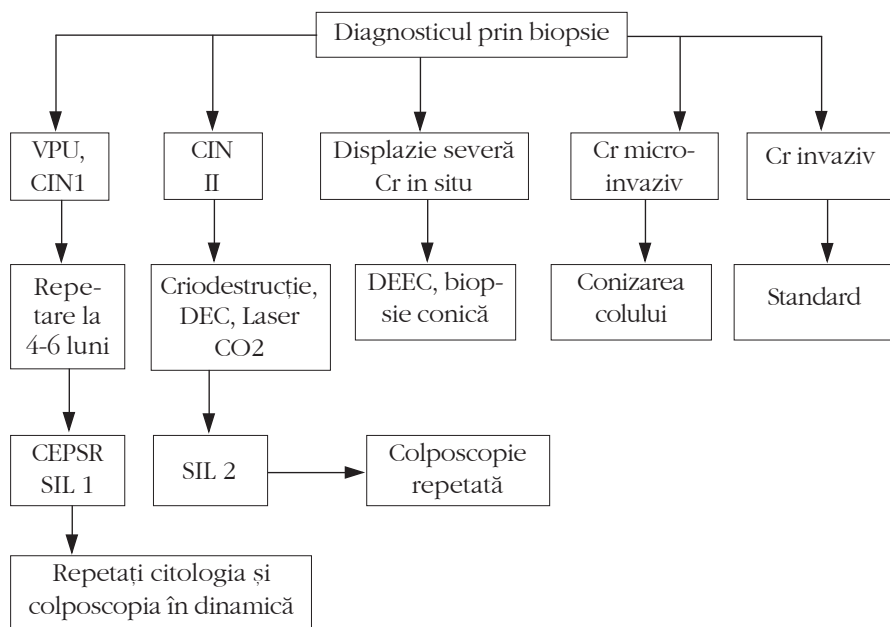 Diagnosticul prin biopsie
VPU,
CIN1
CIN
II
Displazie severă
Cr in situ
Cr micro-
invaziv
Cr invaziv
Repe-
tare la
4-6 luni
Criodestrucție,
DEC, Laser
CO2
DEEC, biop-
sie conică
Conizarea
colului
Standard
CEPSR
SIL 1
SIL 2
Colposcopie
repetată
Repetați citologia și
colposcopia în dinamică